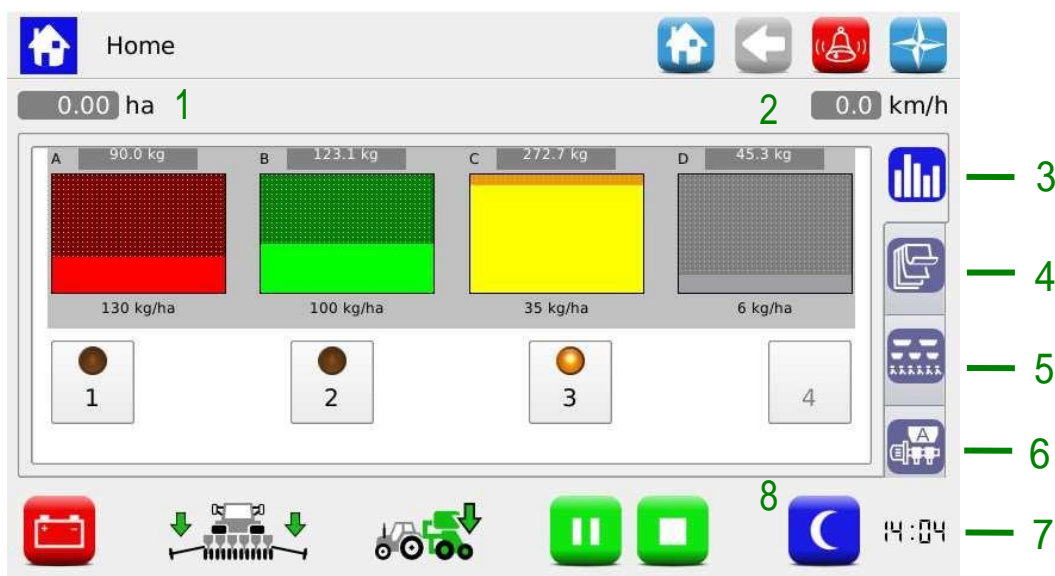 Home
0.00 ha 1 2 0.0 km/h
A 90.0 kg B 123.1 kg C 272.7 kg D 45.3 kg
3
4
130 kg/ha 100 kg/ha 35 kg/ha 6 kg/ha
1 2 3 4
5
A
6
8
14:04 7